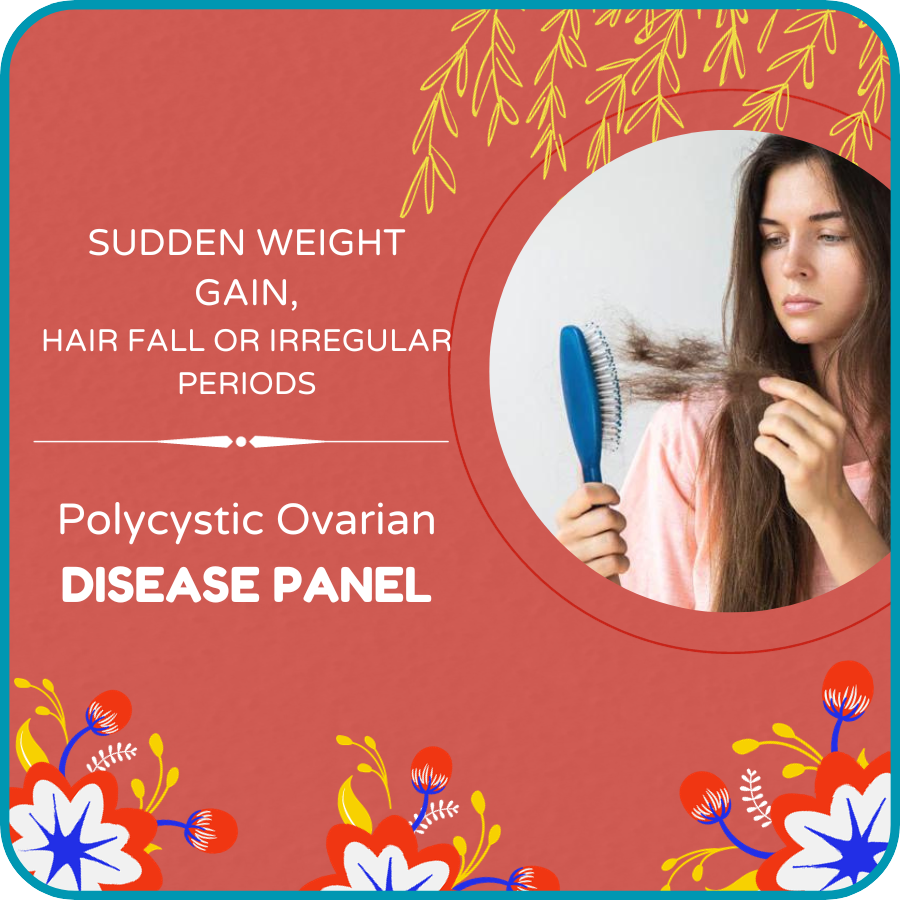 SUDDEN WEIGHT
GAIN,
HAIR FALL OR IRREGULAR
PERIODS
Polycystic Ovarian
DISEASE PANEL